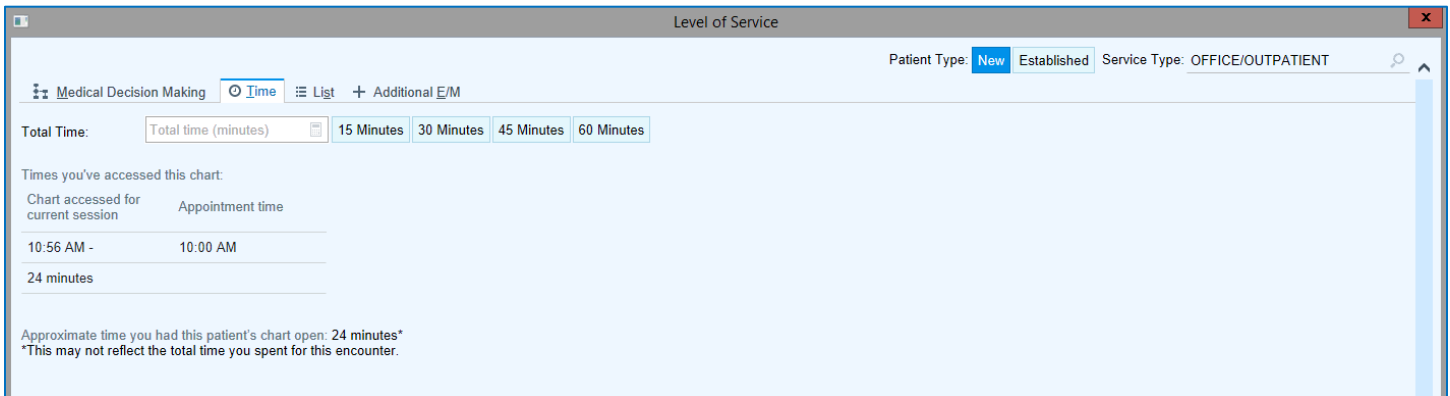 Level of Service
x
Patient Type: New Established Service Type: OFFICE/OUTPATIENT
Medical Decision Making Time List + Additional E/M
Total Time: Total time (minutes) 15 Minutes 30 Minutes 45 Minutes 60 Minutes
Times you've accessed this chart:
Chart accessed for
current session
Appointment time
10:56 AM - 10:00 AM
24 minutes
Approximate time you had this patient's chart open: 24 minutes*
*This may not reflect the total time you spent for this encounter.